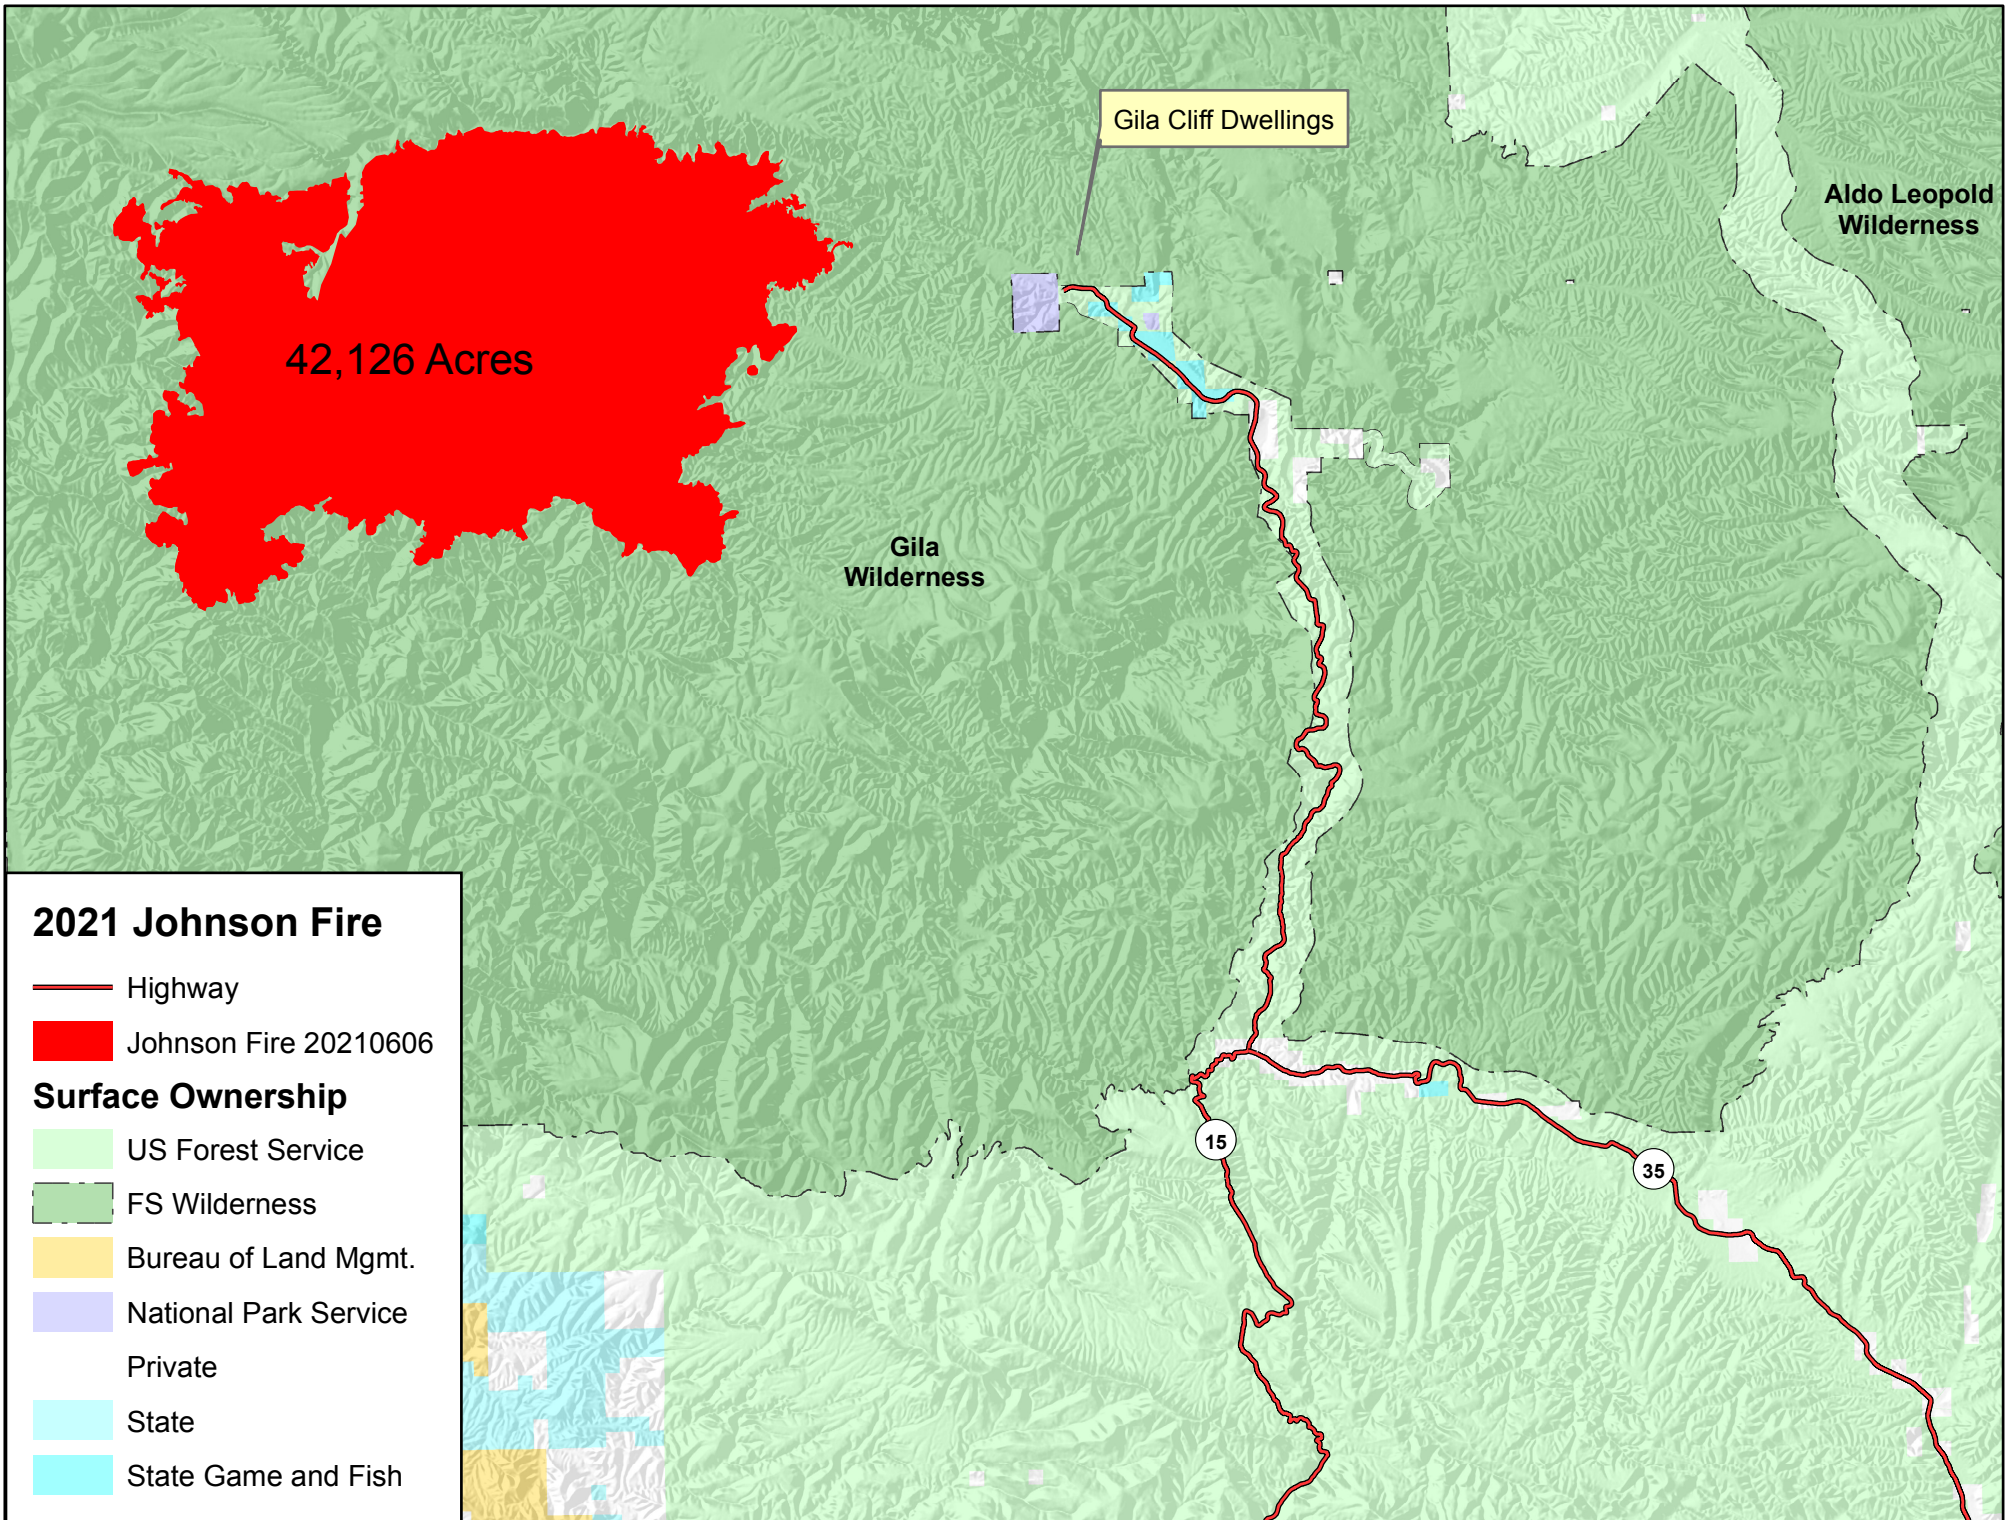 Gila Cliff Dwellings
Aldo Leopold
Wilderness
42,126 Acres
Gila
Wilderness
15
35
2021 Johnson Fire
Highway
Johnson Fire 20210606
Surface Ownership
US Forest Service
FS Wilderness
Bureau of Land Mgmt.
National Park Service
Private
State
State Game and Fish